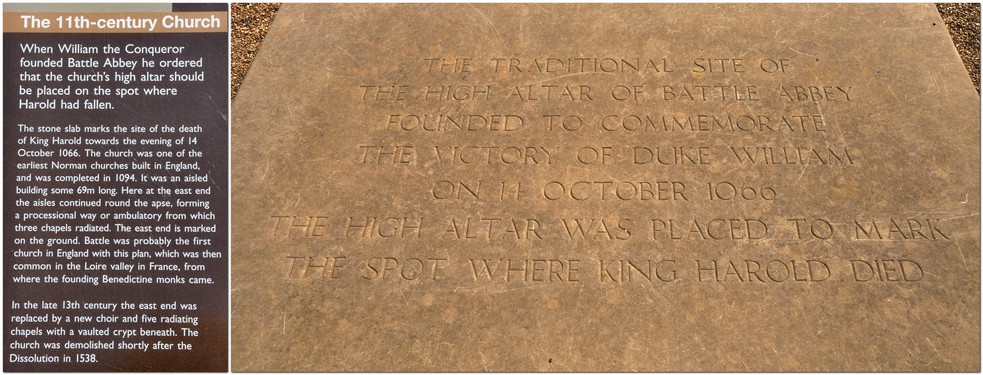 The 11th-century Church
When William the Conqueror
founded Battle Abbey he ordered
that the church's high altar should
be placed on the spot where
Harold had fallen.
The stone slab marks the site of the death
of King Harold towards the evening of 14
October 1066. The church was one of the
earliest Norman churches built in England,
and was completed in 1094. It was an aisled
building some 69m long. Here at the east end
the aisles continued round the apse, forming
a processional way or ambulatory from which
three chapels radiated. The east end is marked
on the ground. Battle was probably the first
church in England with this plan, which was then
common in the Loire valley in France, from
where the founding Benedictine monks came.
In the late 13th century the east end was
replaced by a new choir and five radiating
chapels with a vaulted crypt beneath. The
church was demolished shortly after the
Dissolution in 1538.
THE TRADITIONAL SITE OF
THE HIGH ALTAR OF BATTLE ABBEY
FOUNDED TO COMMEMORATE
THE VICTORY OF DUKE WILLIAM
ON 14 OCTOBER 1066
THE HIGH ALTAR WAS PLACED TO MARK
THE SPOT WHERE KING HAROLD DIED